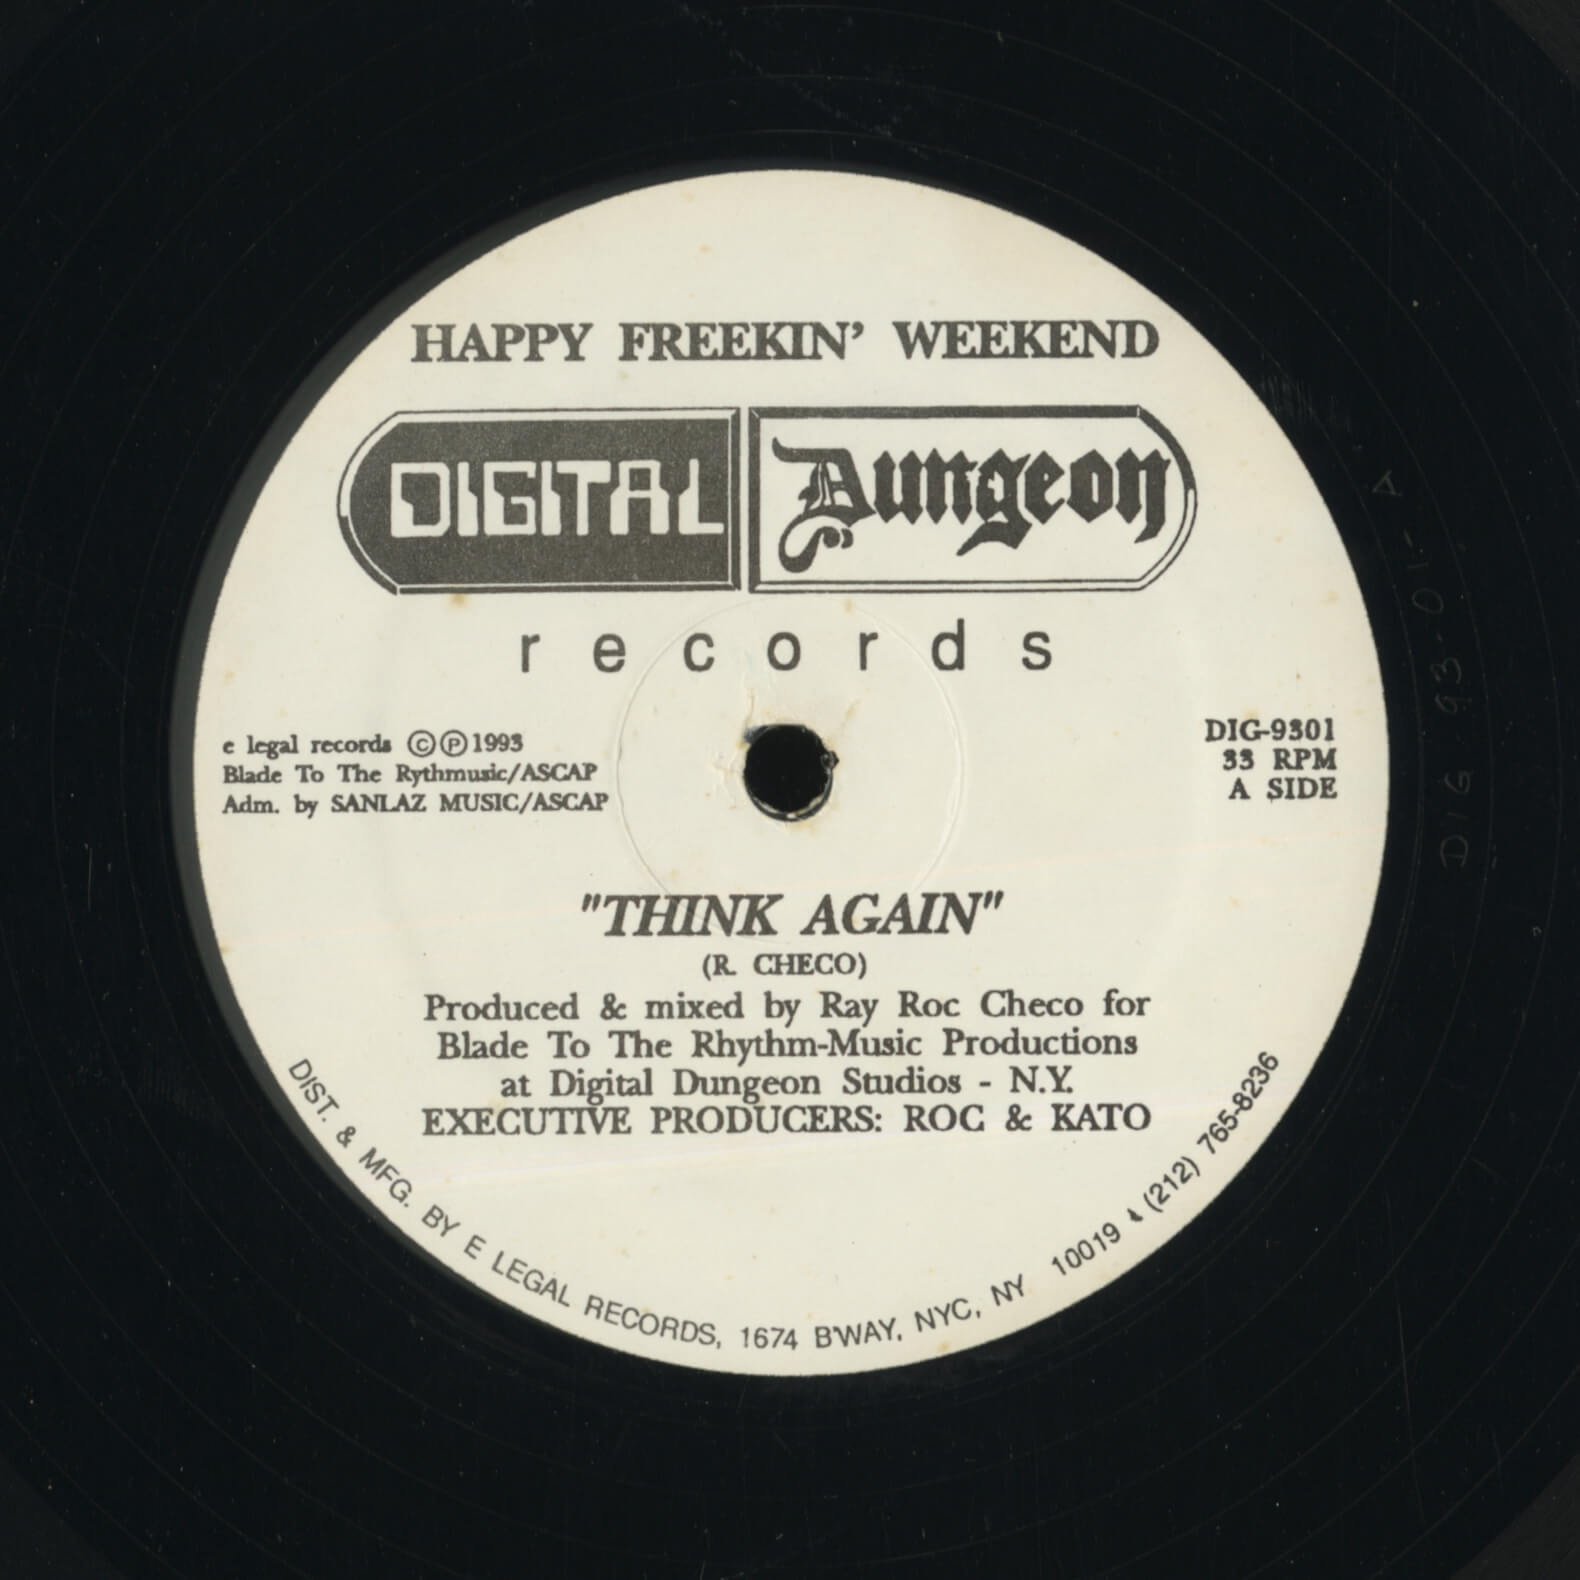 HAPPY FREEKIN' WEEKEND
DIGITAL Dungeon
records
e legal records ©℗1993
Blade To The Rythmusic/ASCAP
Adm. by SANLAZ MUSIC/ASCAP
DIG-9301
33 RPM
A SIDE
"THINK AGAIN"
(R. CHECO)
Produced & mixed by Ray Roc Checo for
Blade To The Rhythm-Music Productions
at Digital Dungeon Studios - N.Y.
EXECUTIVE PRODUCERS: ROC & KATO
DIST. & MFG. BY E LEGAL RECORDS, 1674 B'WAY, NYC, NY 10019 (212) 765-8236
DIG-93-01-A